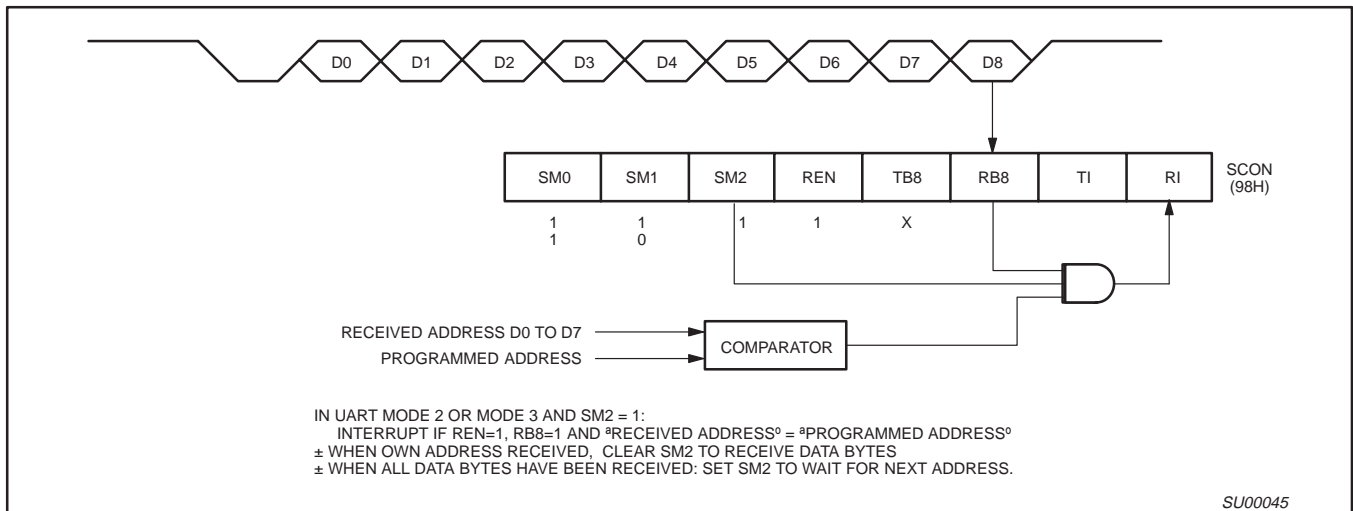 D0 D1 D2 D3 D4 D5 D6 D7 D8
SM0 SM1 SM2 REN TB8 RB8 TI RI
SCON
(98H)
1 1 1 1 X
1 0
RECEIVED ADDRESS D0 TO D7
PROGRAMMED ADDRESS
COMPARATOR
IN UART MODE 2 OR MODE 3 AND SM2 = 1:
INTERRUPT IF REN=1, RB8=1 AND ªRECEIVED ADDRESSº = ªPROGRAMMED ADDRESSº
± WHEN OWN ADDRESS RECEIVED, CLEAR SM2 TO RECEIVE DATA BYTES
± WHEN ALL DATA BYTES HAVE BEEN RECEIVED: SET SM2 TO WAIT FOR NEXT ADDRESS.
SU00045